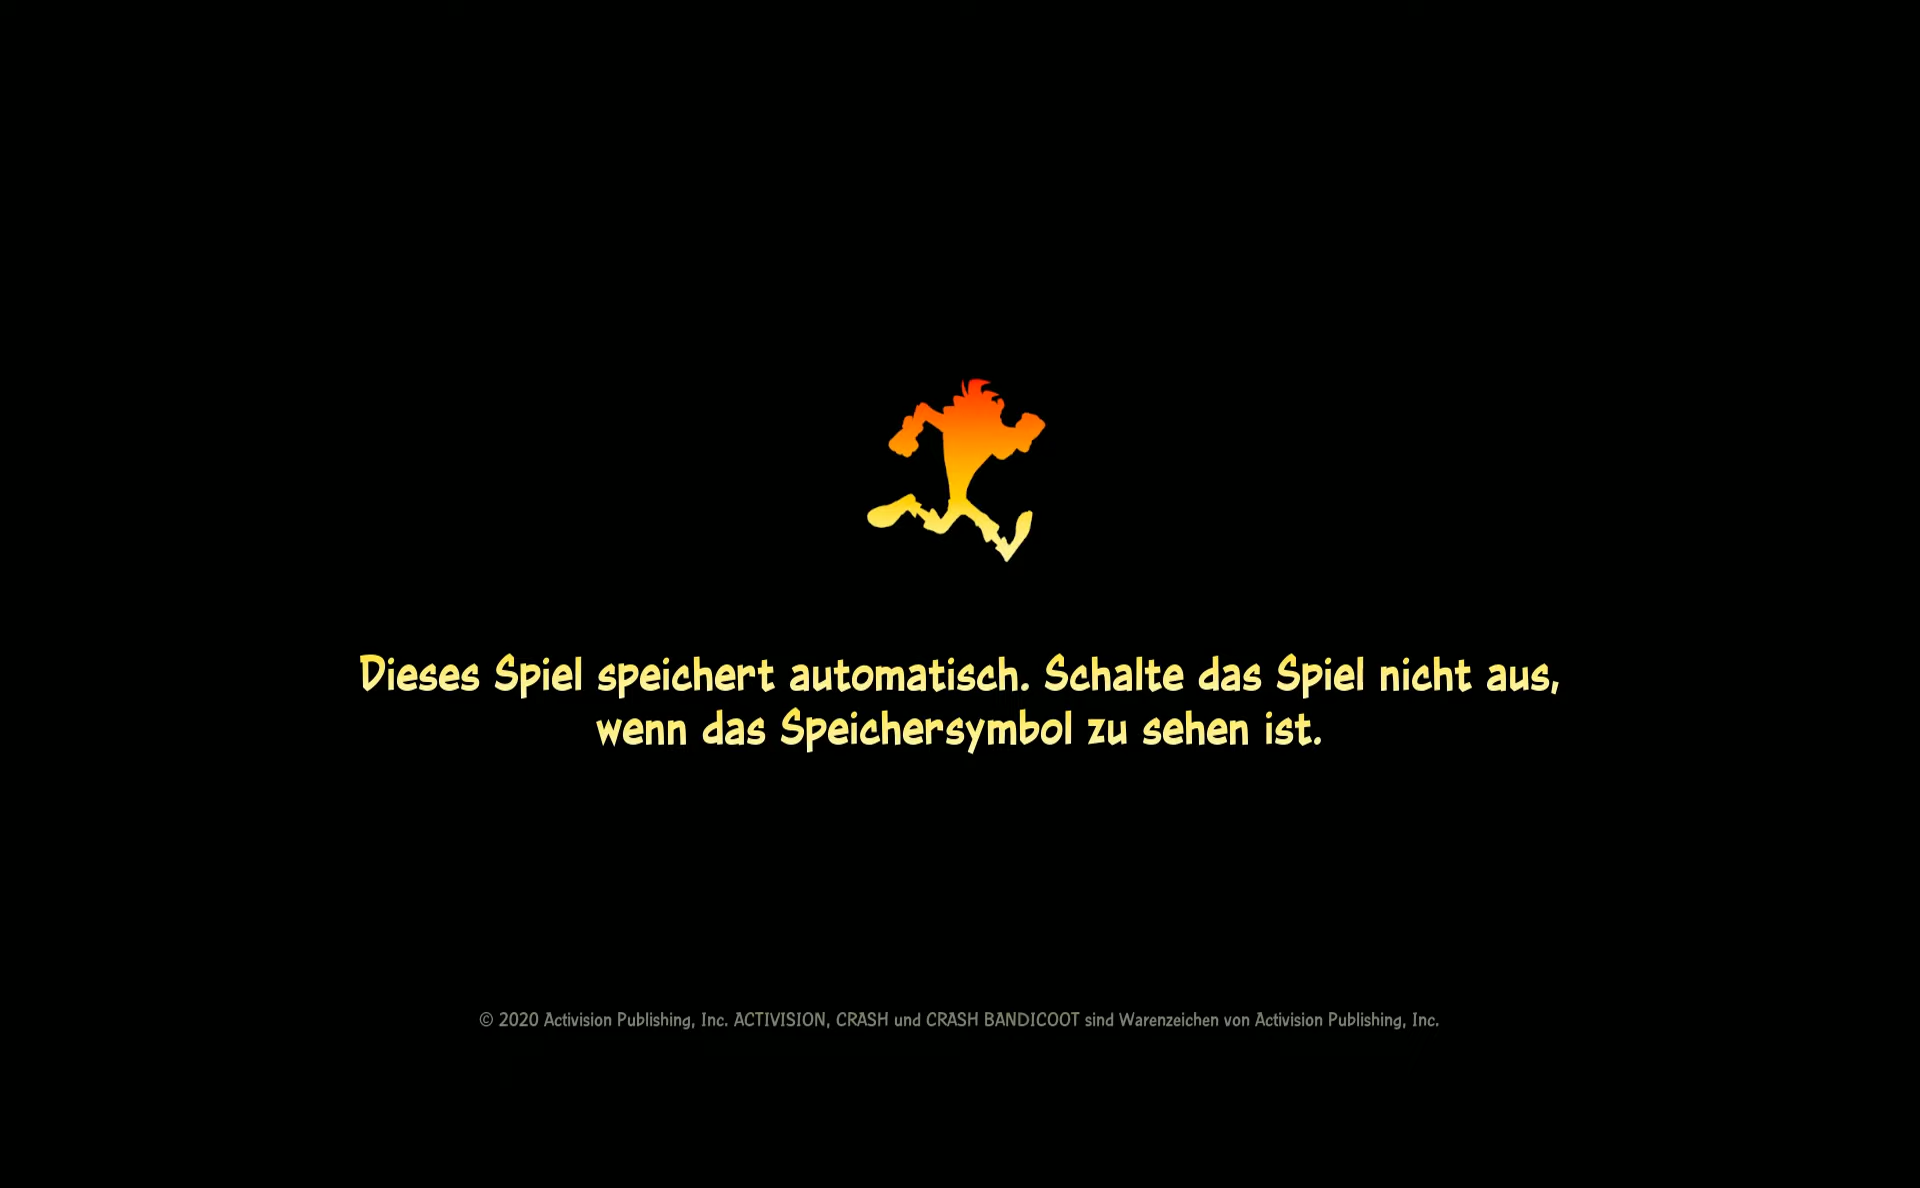 Dieses Spiel speichert automatisch. Schalte das Spiel nicht aus,
wenn das Speichersymbol zu sehen ist.
© 2020 Activision Publishing, Inc. ACTIVISION, CRASH und CRASH BANDICOOT sind Warenzeichen von Activision Publishing, Inc.